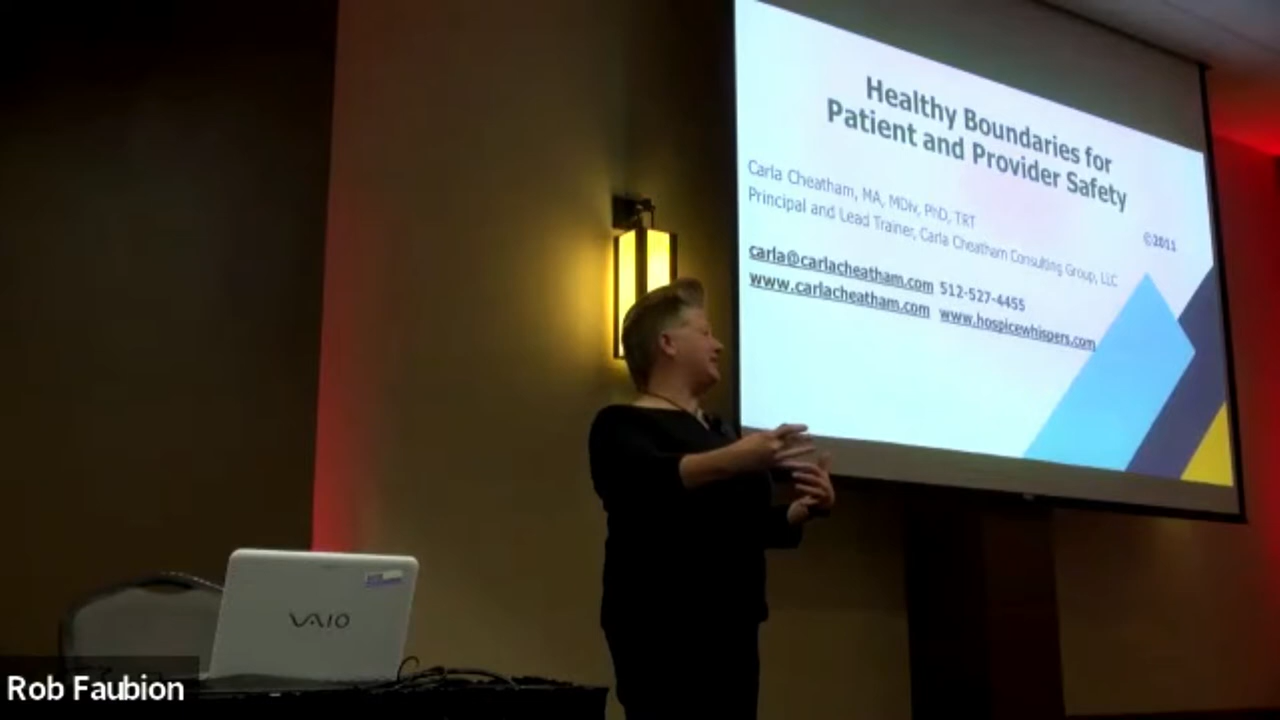 Healthy Boundaries for
Patient and Provider Safety
Carla Cheatham, MA, MDiv, PhD, TRT
Principal and Lead Trainer, Carla Cheatham Consulting Group, LLC
©2011
carla@carlacheatham.com 512-527-4455
www.carlacheatham.com www.hospicewhispers.com
VAIO
Rob Faubion